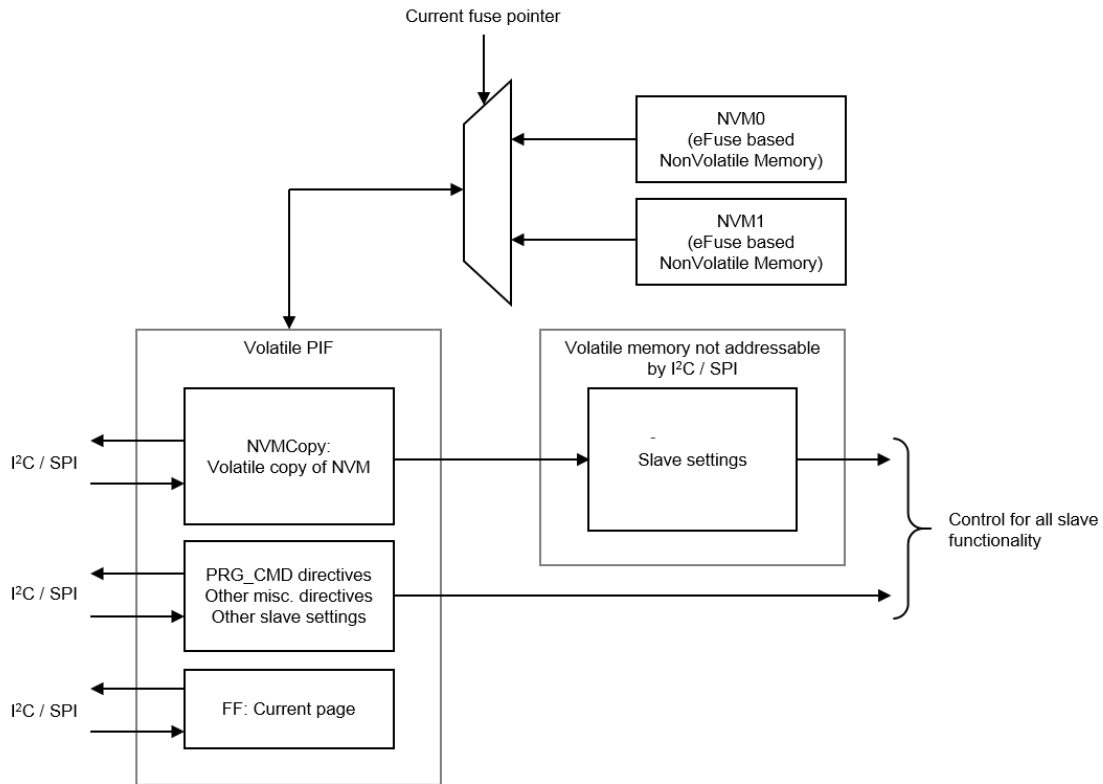 Current fuse pointer
NVM0
(eFuse based
NonVolatile Memory)
NVM1
(eFuse based
NonVolatile Memory)
Volatile PIF
Volatile memory not addressable
by I²C / SPI
NVMCopy:
Volatile copy of NVM
-
Slave settings
I²C / SPI
Control for all slave
functionality
PRG_CMD directives
Other misc. directives
Other slave settings
I²C / SPI
FF: Current page
I²C / SPI